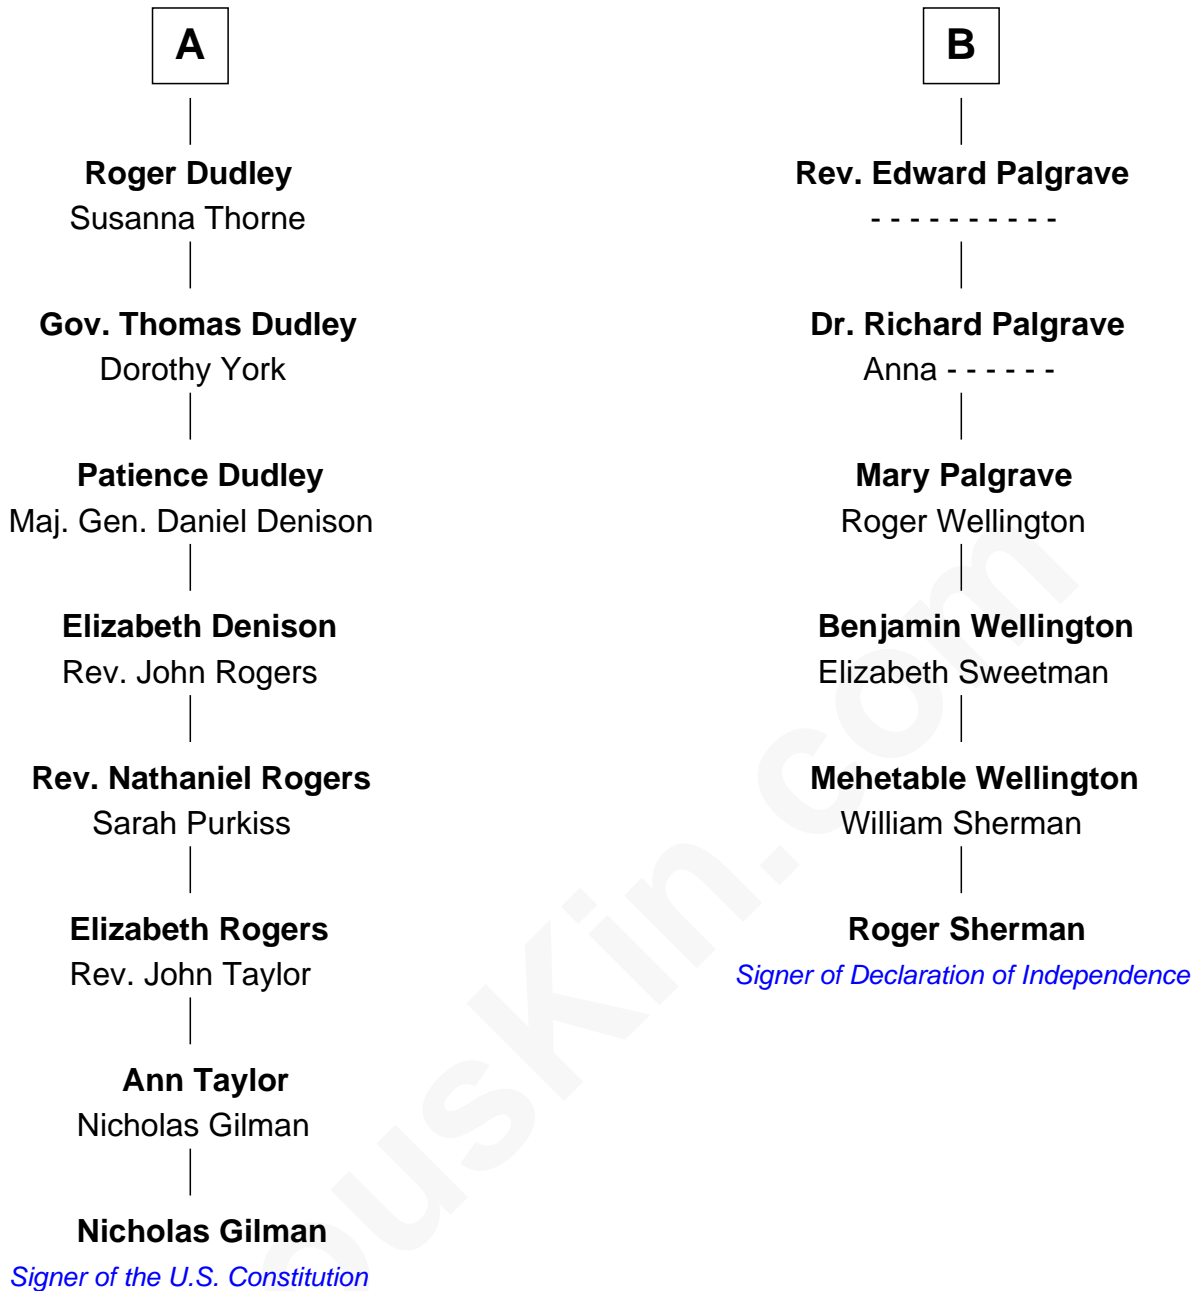 A
Roger Dudley
Susanna Thorne
Gov. Thomas Dudley
Dorothy York
Patience Dudley
Maj. Gen. Daniel Denison
Elizabeth Denison
Rev. John Rogers
Rev. Nathaniel Rogers
Sarah Purkiss
Elizabeth Rogers
Rev. John Taylor
Ann Taylor
Nicholas Gilman
Nicholas Gilman
Signer of the U.S. Constitution
B
Rev. Edward Palgrave
- - - - - - - - - -
Dr. Richard Palgrave
Anna - - - - - -
Mary Palgrave
Roger Wellington
Benjamin Wellington
Elizabeth Sweetman
Mehetable Wellington
William Sherman
Roger Sherman
Signer of Declaration of Independence
ousKin.com